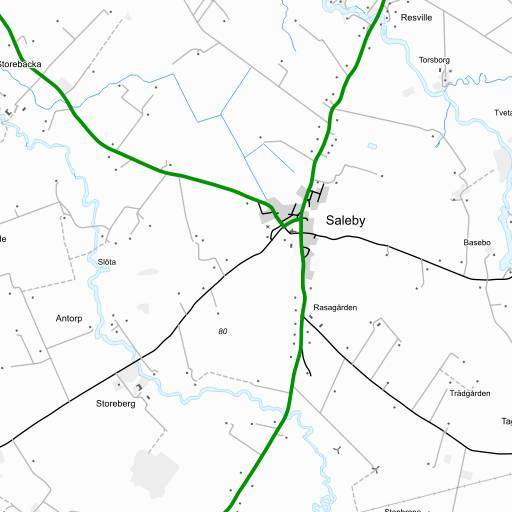 Resville
Torsborg
Storebacka
Tveta
Saleby
Basebo
Slöta
Rasagården
Antorp
80
Trädgården
Storeberg